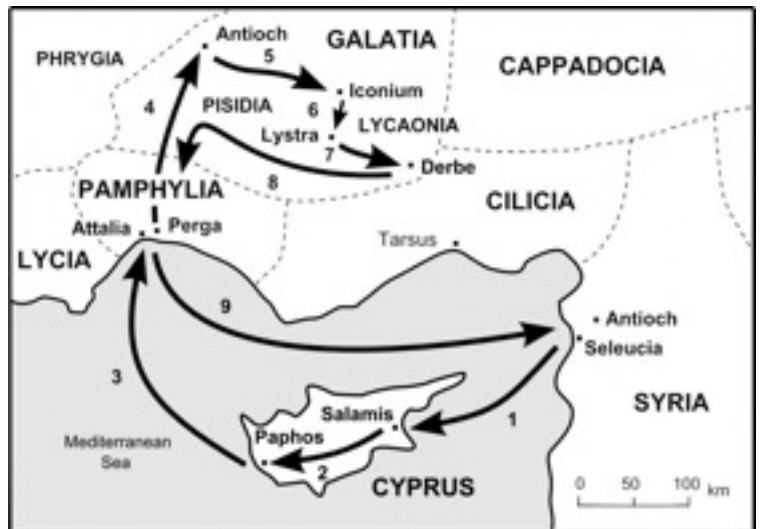 Antioch
GALATIA
PHRYGIA
5
CAPPADOCIA
Iconium
4
PISIDIA
6
LYCAONIA
Lystra
7
Derbe
8
PAMPHYLIA
CILICIA
Attalia
Perga
Tarsus
LYCIA
9
Antioch
Seleucia
3
Salamis
1
SYRIA
Paphos
Mediterranean
Sea
2
CYPRUS
0 50 100 km